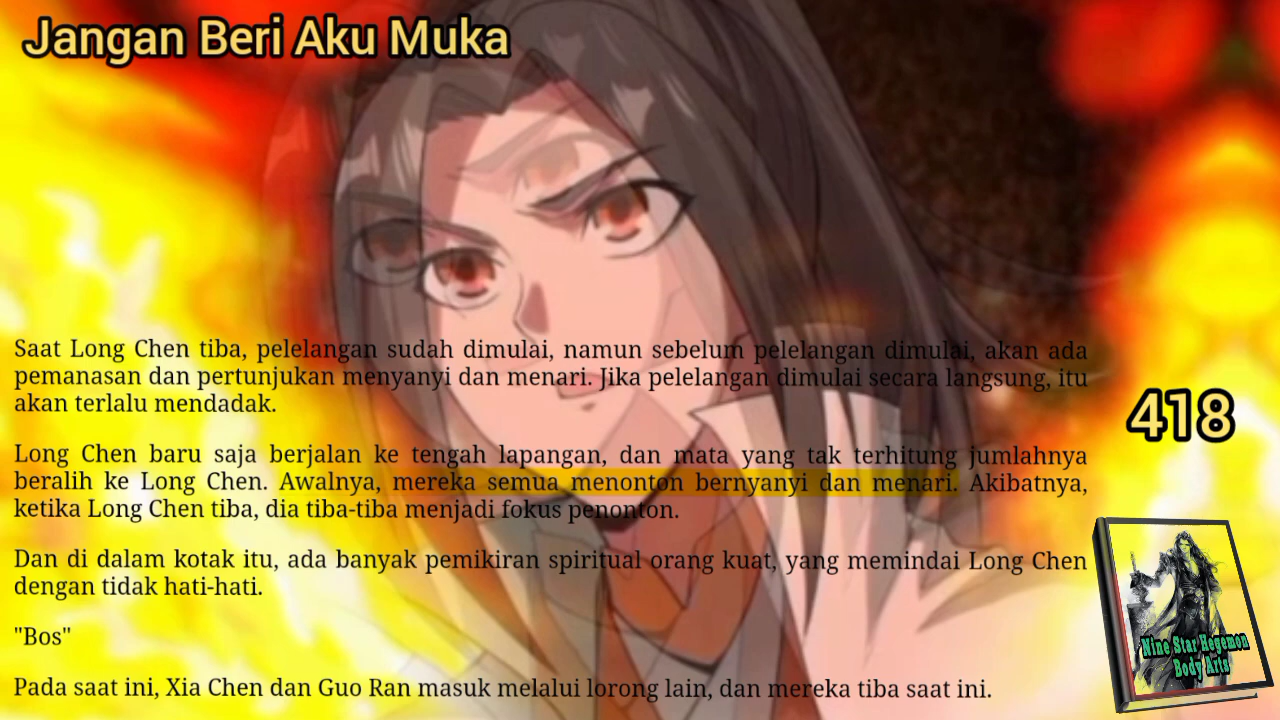 Jangan Beri Aku Muka
Saat Long Chen tiba, pelelangan sudah dimulai, namun sebelum pelelangan dimulai, akan ada
pemanasan dan pertunjukan menyanyi dan menari. Jika pelelangan dimulai secara langsung, itu
akan terlalu mendadak.
Long Chen baru saja berjalan ke tengah lapangan, dan mata yang tak terhitung jumlahnya
beralih ke Long Chen. Awalnya, mereka semua menonton bernyanyi dan menari. Akibatnya,
ketika Long Chen tiba, dia tiba-tiba menjadi fokus penonton.
Dan di dalam kotak itu, ada banyak pemikiran spiritual orang kuat, yang memindai Long Chen
dengan tidak hati-hati.
"Bos"
Pada saat ini, Xia Chen dan Guo Ran masuk melalui lorong lain, dan mereka tiba saat ini.
418
Nine Star Hegemon
Body Arts